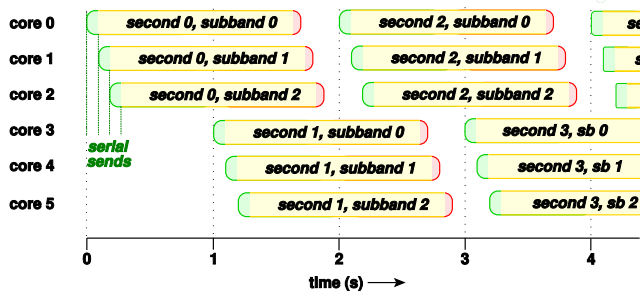 core 0 second 0, subband 0 second 2, subband 0
core 1 second 0, subband 1 second 2, subband 1
core 2 second 0, subband 2 second 2, subband 2
core 3 second 1, subband 0 second 3, sb 0
serial
sends
core 4 second 1, subband 1 second 3, sb 1
core 5 second 1, subband 2 second 3, sb 2
0 1 2 3 4
time (s)